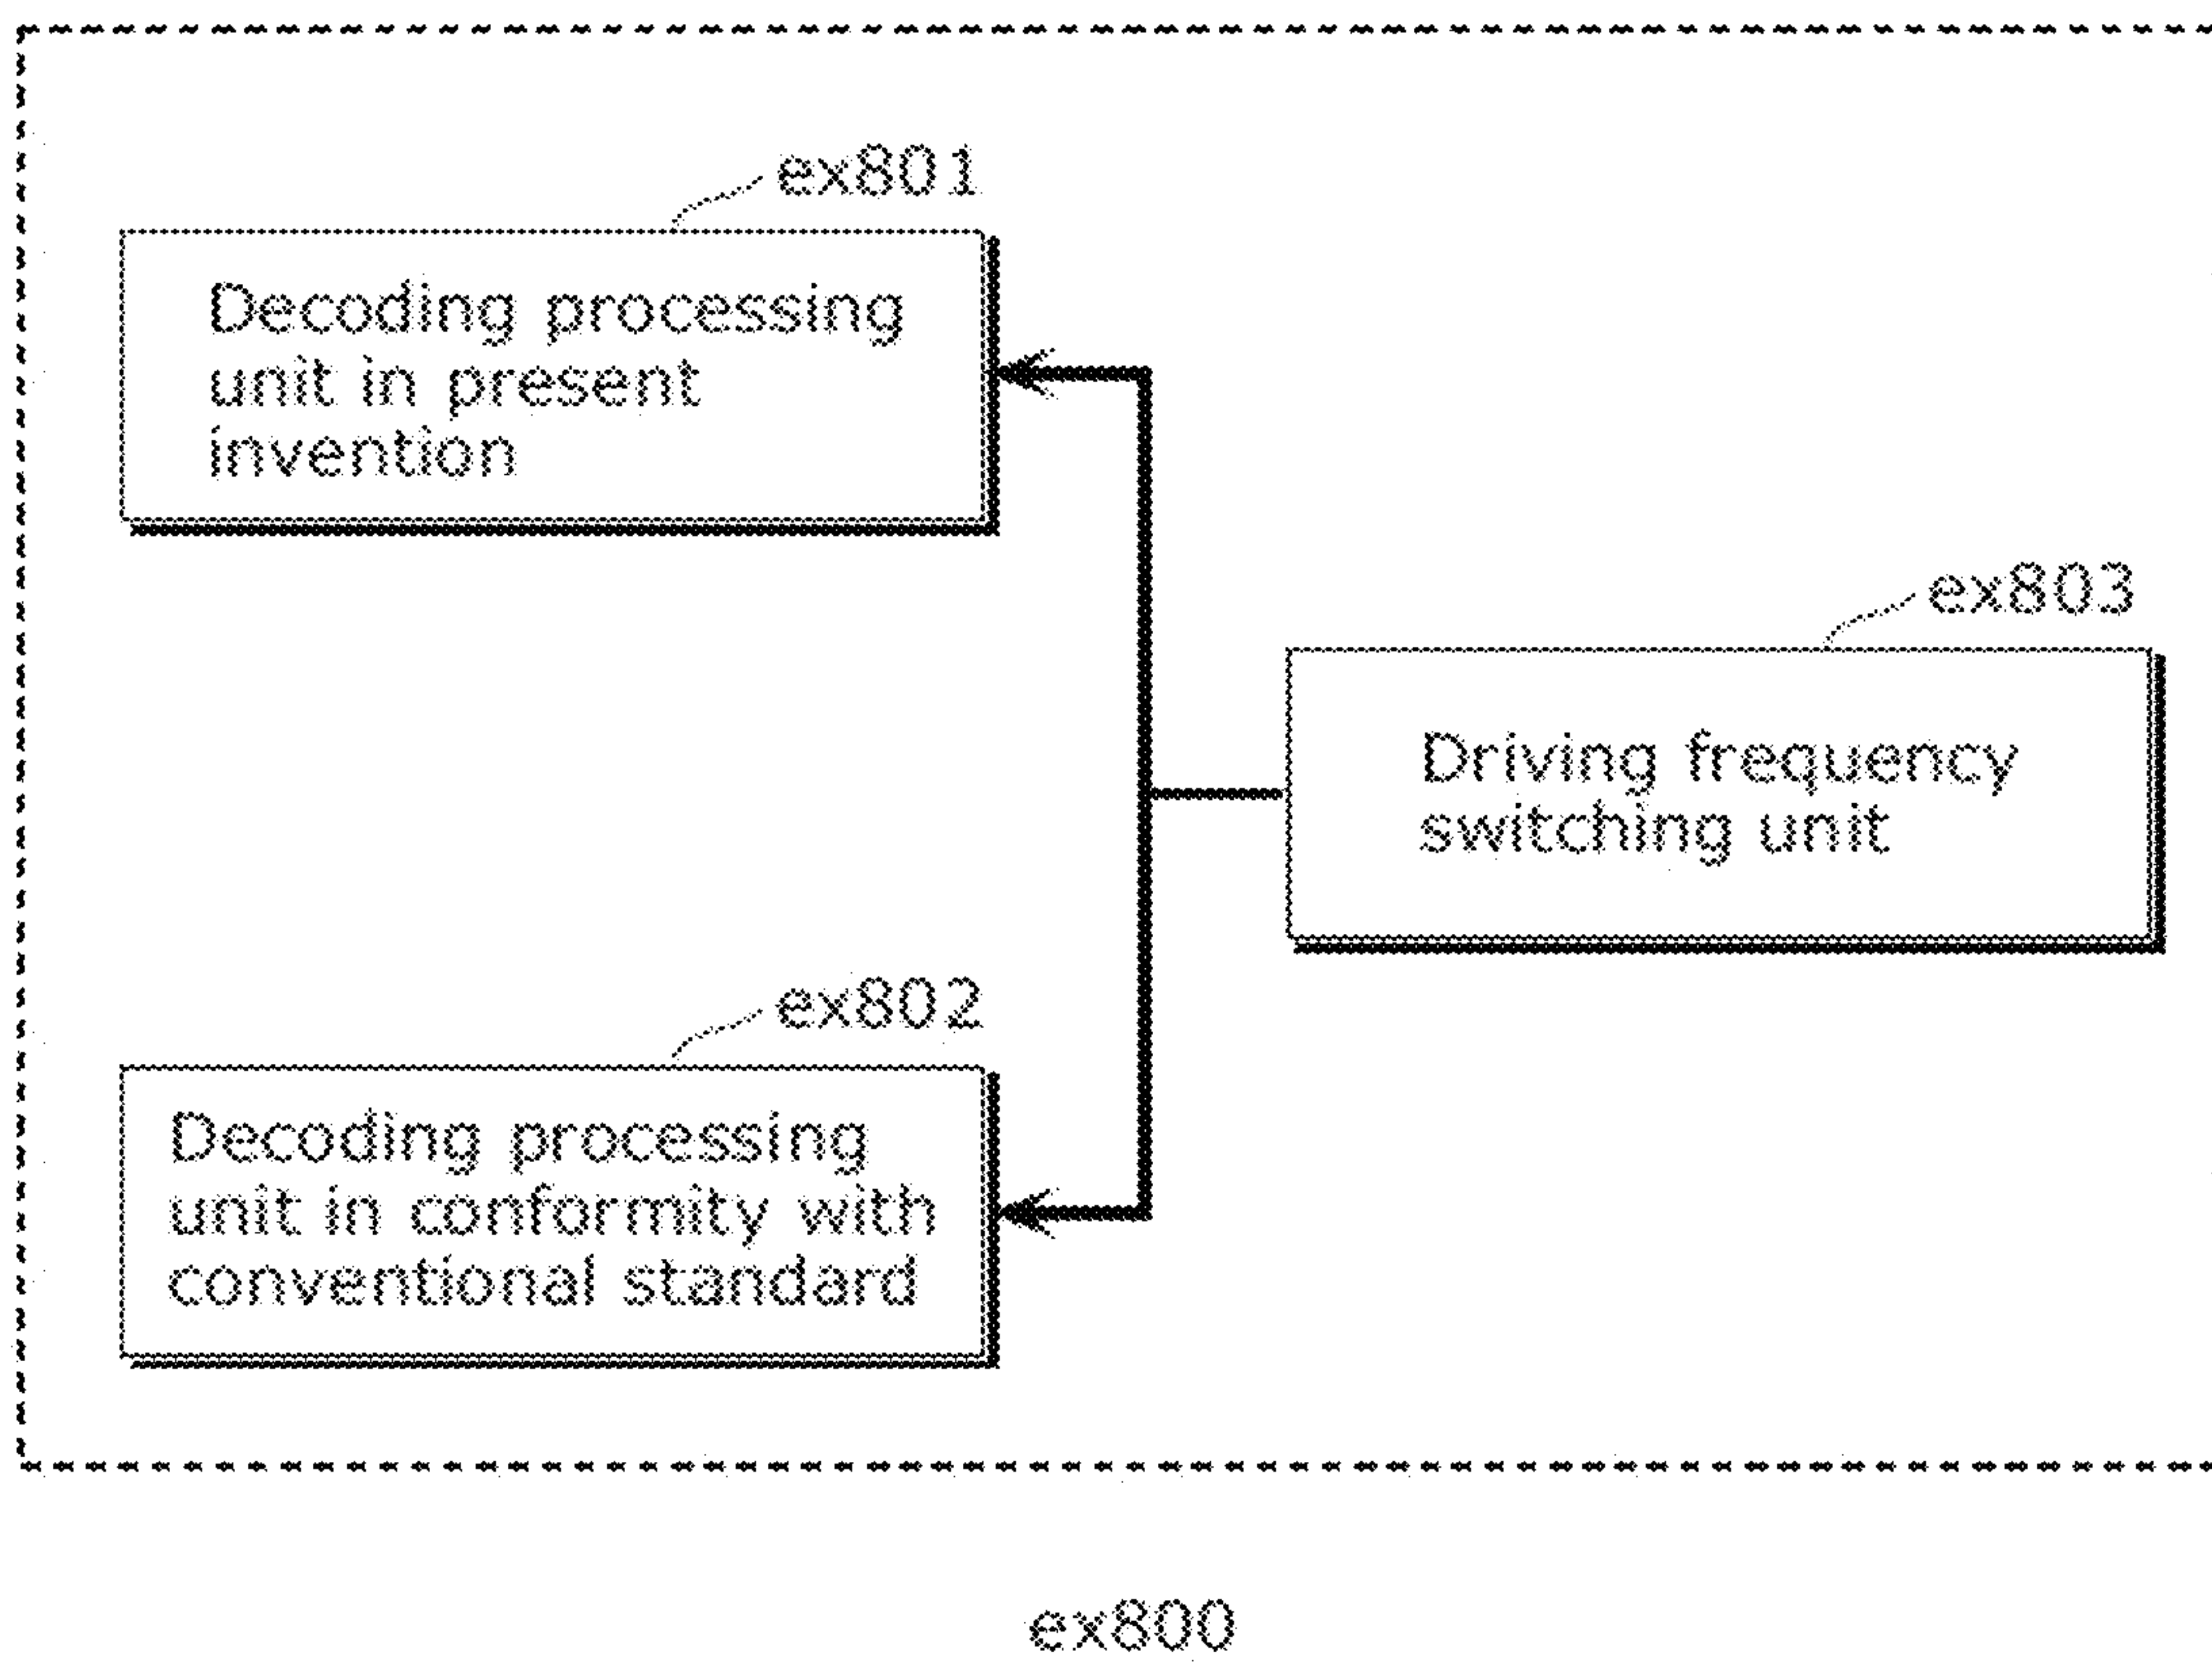 ex801
Decoding processing
unit in present
invention
ex803
Driving frequency
switching unit
ex802
Decoding processing
unit in conformity with
conventional standard
ex800